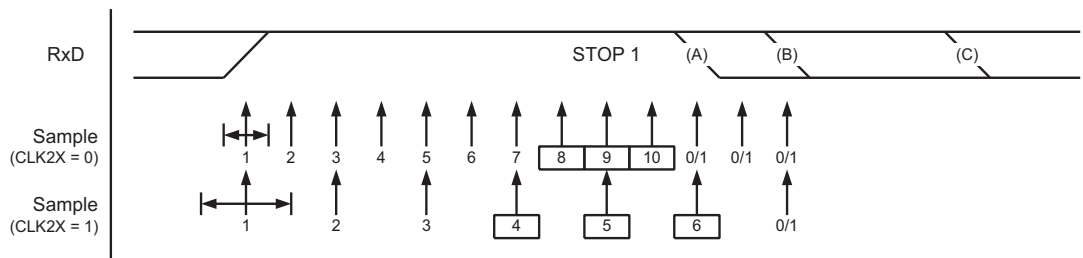 RxD
STOP 1
(A)
(B)
(C)
Sample
(CLK2X = 0)
1 2 3 4 5 6 7 8 9 10 0/1 0/1 0/1
Sample
(CLK2X = 1)
1 2 3 4 5 6 0/1